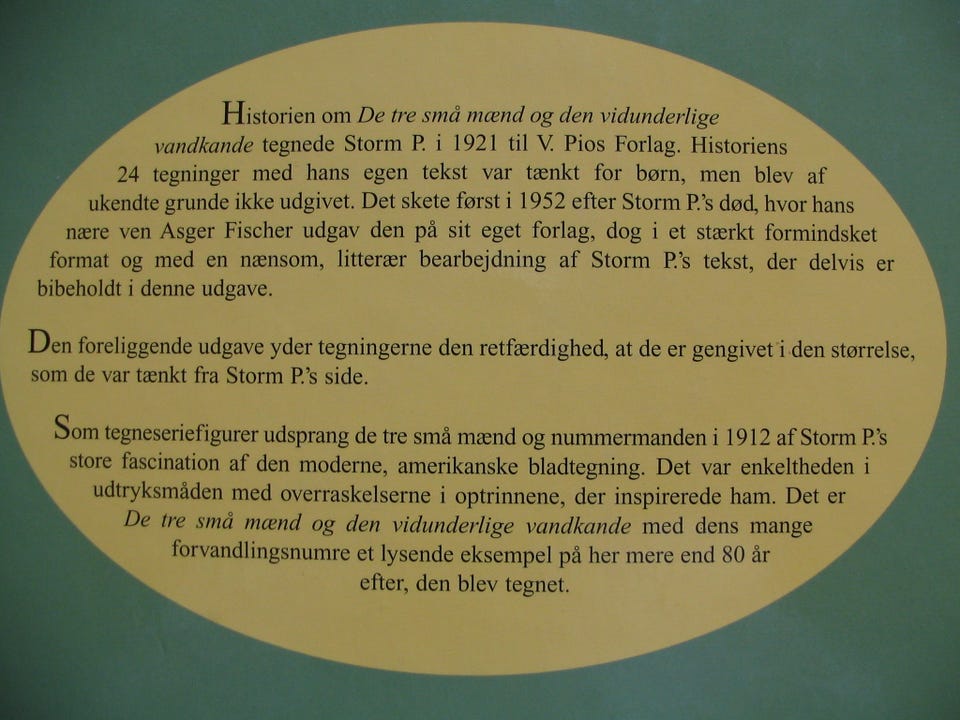 Historien om De tre små mænd og den vidunderlige
vandkande tegnede Storm P. i 1921 til V. Pios Forlag. Historiens
24 tegninger med hans egen tekst var tænkt for børn, men blev af
ukendte grunde ikke udgivet. Det skete først i 1952 efter Storm P.'s død, hvor hans
nære ven Asger Fischer udgav den på sit eget forlag, dog i et stærkt formindsket
format og med en nænsom, litterær bearbejdning af Storm P.'s tekst, der delvis er
bibeholdt i denne udgave.
Den foreliggende udgave yder tegningerne den retfærdighed, at de er gengivet i den størrelse,
som de var tænkt fra Storm P.'s side.
Som tegneseriefigurer udsprang de tre små mænd og nummermanden i 1912 af Storm P.'s
store fascination af den moderne, amerikanske bladtegning. Det var enkeltheden i
udtryksmåden med overraskelserne i optrinnene, der inspirerede ham. Det er
De tre små mænd og den vidunderlige vandkande med dens mange
forvandlingsnumre et lysende eksempel på her mere end 80 år
efter, den blev tegnet.